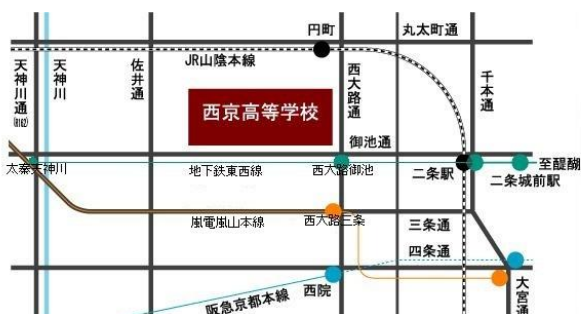 円町
丸太町通
JR山陰本線
天神川通
(R162)
天神川
佐井通
西大路通
千本通
西京高等学校
御池通
太秦天神川
地下鉄東西線
西大路御池
二条駅
至醍醐
二条城前駅
嵐電嵐山本線
西大路三条
三条通
四条通
阪急京都本線
西院
大宮通